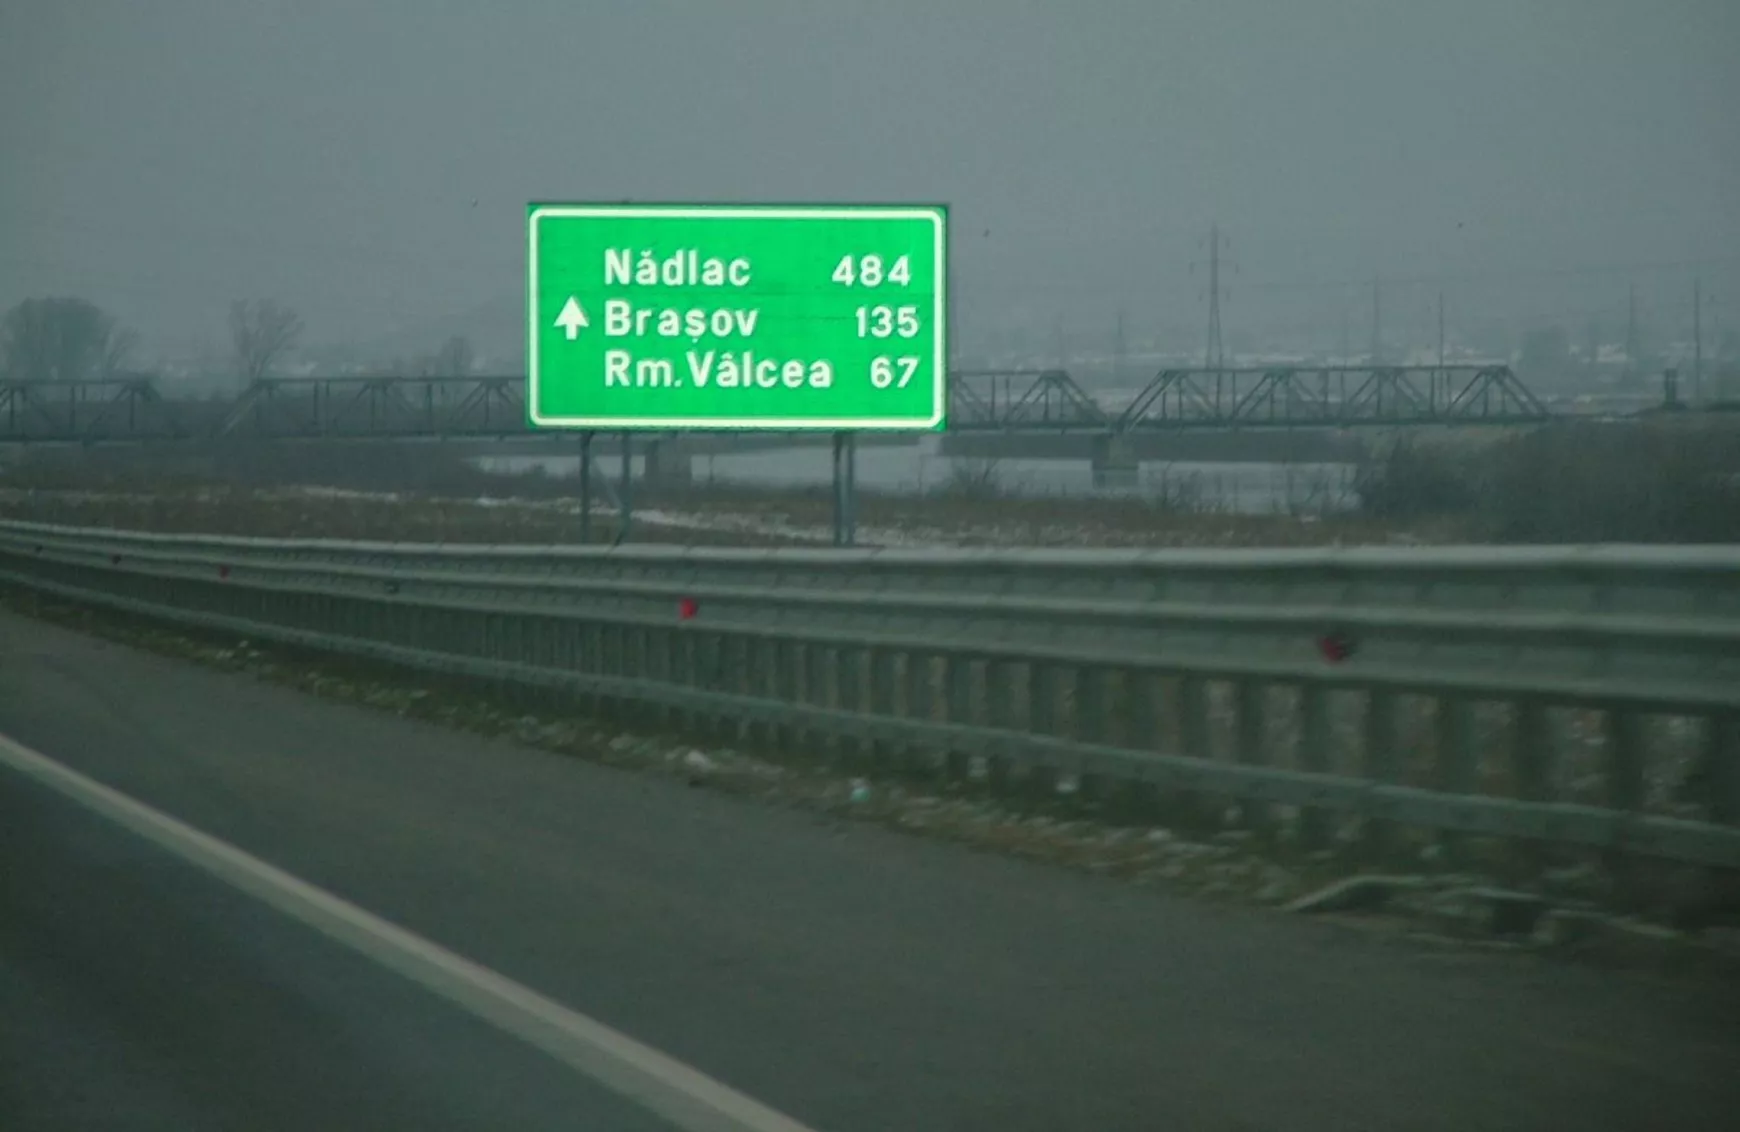 Nădlac 484
Brașov 135
Rm.Vâlcea 67